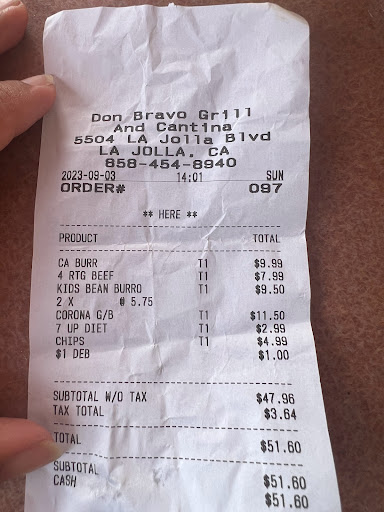 Don Bravo Grill
And Cantina
5504 LA Jolla Blvd
LA JOLLA, CA
858-454-8940
2023-09-03 14:01 SUN
ORDER# 097
** HERE **
PRODUCT TOTAL
CA BURR T1 $9.99
4 RTG BEEF T1 $7.99
KIDS BEAN BURRO T1 $9.50
2 X @ 5.75
CORONA G/B T1 $11.50
7 UP DIET T1 $2.99
CHIPS T1 $4.99
$1 DEB $1.00
SUBTOTAL W/O TAX $47.96
TAX TOTAL $3.64
TOTAL $51.60
SUBTOTAL $51.60
CASH $51.60